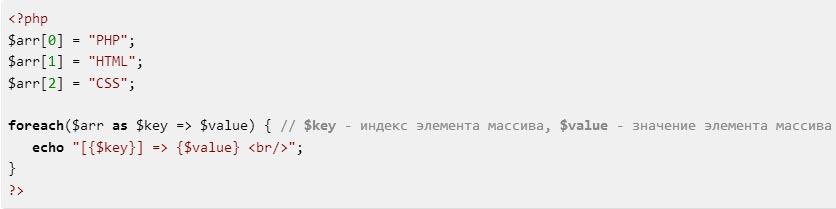 <?php
$arr[0] = "PHP";
$arr[1] = "HTML";
$arr[2] = "CSS";
foreach($arr as $key => $value) { // $key - индекс элемента массива, $value - значение элемента массива
echo "[{$key}] => {$value} <br/>";
}
?>